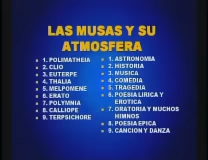 LAS MUSAS Y SU
ATMOSFERA
1. POLIMATHEIA
2. CLIO
3. EUTERPE
4. THALIA
5. MELPOMENE
6. ERATO
7. POLYMNIA
8. CALLIOPE
9. TERPSICHORE
1. ASTRONOMIA
2. HISTORIA
3. MUSICA
4. COMEDIA
5. TRAGEDIA
6. POESIA LIRICA Y
EROTICA
7. ORATORIA Y MUCHOS
HIMNOS
8. POESIA EPICA
9. CANCION Y DANZA